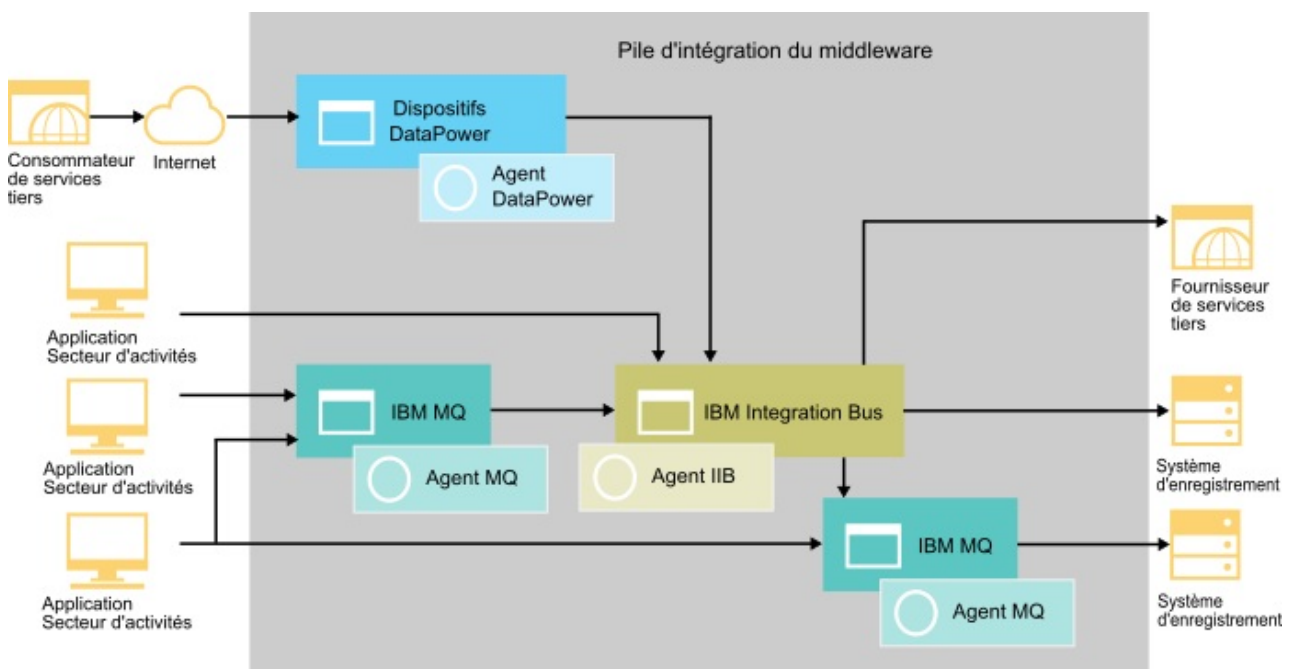 Pile d'intégration du middleware
Dispositifs
DataPower
Agent
DataPower
Consommateur
de services
tiers
Internet
Fournisseur
de services
tiers
Application
Secteur d'activités
IBM MQ
Agent MQ
IBM Integration Bus
Agent IIB
Application
Secteur d'activités
Système
d'enregistrement
IBM MQ
Agent MQ
Application
Secteur d'activités
Système
d'enregistrement